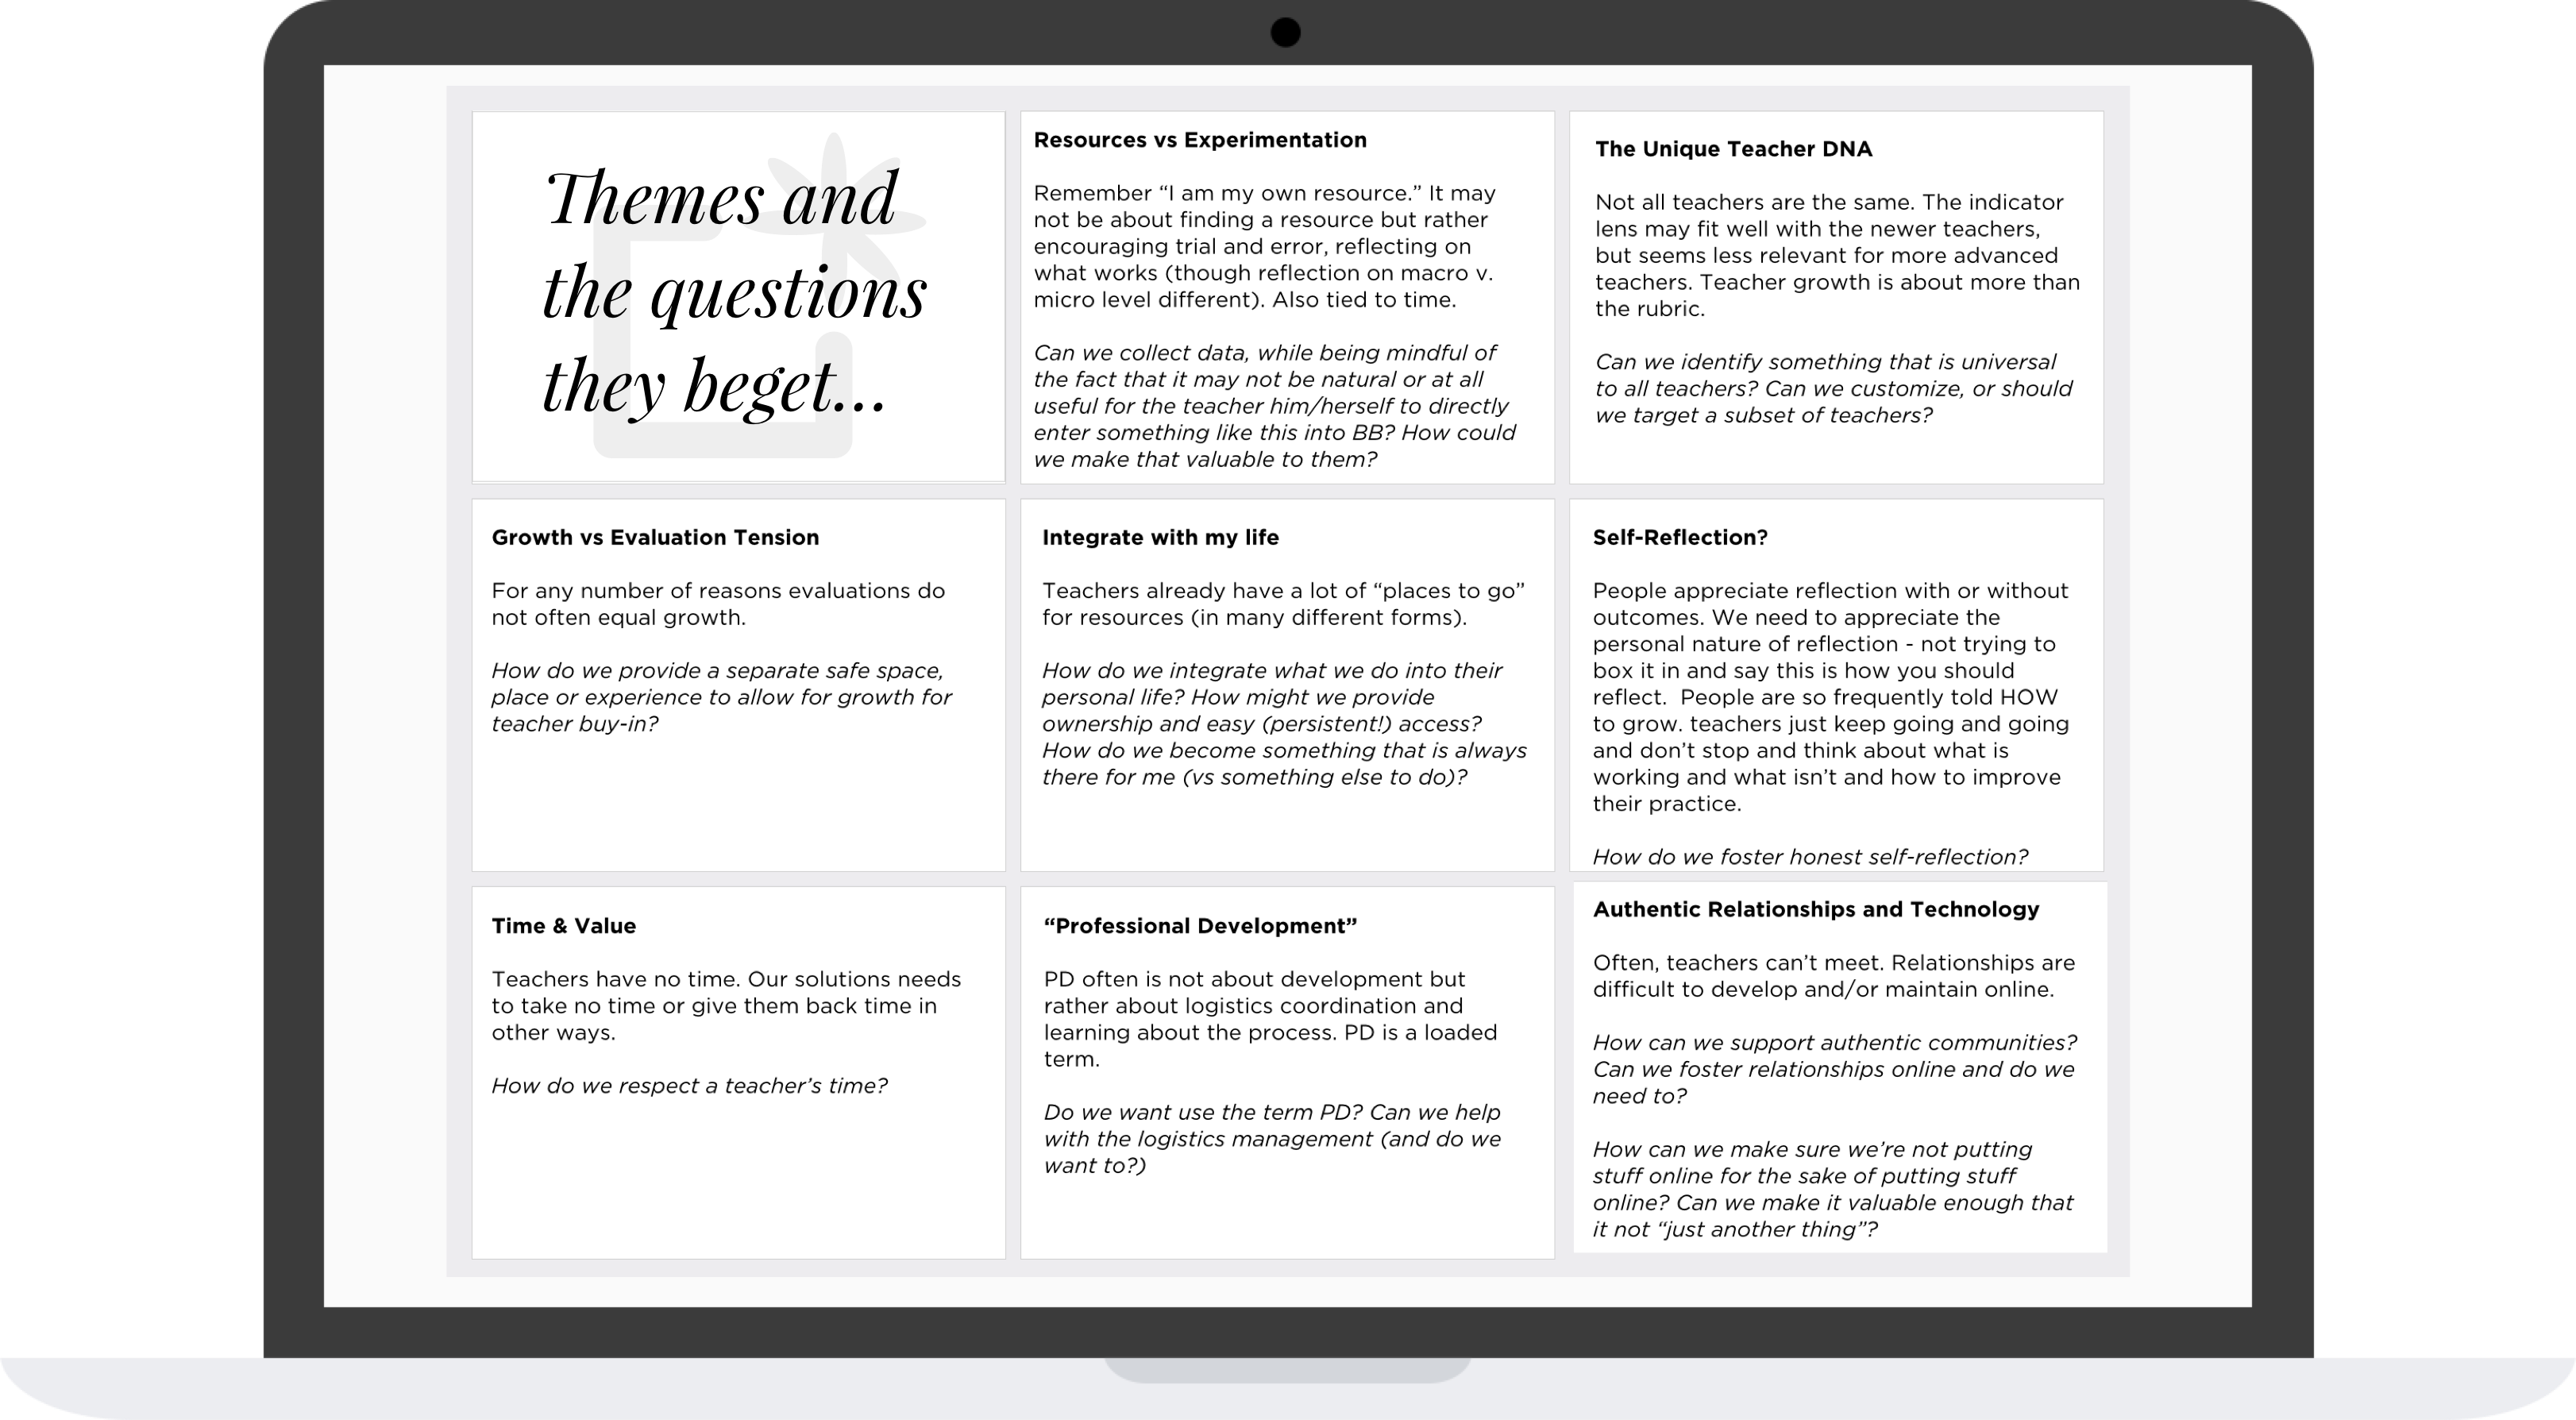 Themes and
the questions
they beget...
Resources vs Experimentation
Remember “I am my own resource.” It may
not be about finding a resource but rather
encouraging trial and error, reflecting on
what works (though reflection on macro v.
micro level different). Also tied to time.
Can we collect data, while being mindful of
the fact that it may not be natural or at all
useful for the teacher him/herself to directly
enter something like this into BB? How could
we make that valuable to them?
The Unique Teacher DNA
Not all teachers are the same. The indicator
lens may fit well with the newer teachers,
but seems less relevant for more advanced
teachers. Teacher growth is about more than
the rubric.
Can we identify something that is universal
to all teachers? Can we customize, or should
we target a subset of teachers?
Growth vs Evaluation Tension
For any number of reasons evaluations do
not often equal growth.
How do we provide a separate safe space,
place or experience to allow for growth for
teacher buy-in?
Integrate with my life
Teachers already have a lot of “places to go”
for resources (in many different forms).
How do we integrate what we do into their
personal life? How might we provide
ownership and easy (persistent!) access?
How do we become something that is always
there for me (vs something else to do)?
Self-Reflection?
People appreciate reflection with or without
outcomes. We need to appreciate the
personal nature of reflection - not trying to
box it in and say this is how you should
reflect.  People are so frequently told HOW
to grow. teachers just keep going and going
and don’t stop and think about what is
working and what isn’t and how to improve
their practice.
How do we foster honest self-reflection?
Time & Value
Teachers have no time. Our solutions needs
to take no time or give them back time in
other ways.
How do we respect a teacher’s time?
“Professional Development”
PD often is not about development but
rather about logistics coordination and
learning about the process. PD is a loaded
term.
Do we want use the term PD? Can we help
with the logistics management (and do we
want to?)
Authentic Relationships and Technology
Often, teachers can’t meet. Relationships are
difficult to develop and/or maintain online.
How can we support authentic communities?
Can we foster relationships online and do we
need to?
How can we make sure we’re not putting
stuff online for the sake of putting stuff
online? Can we make it valuable enough that
it not “just another thing”?